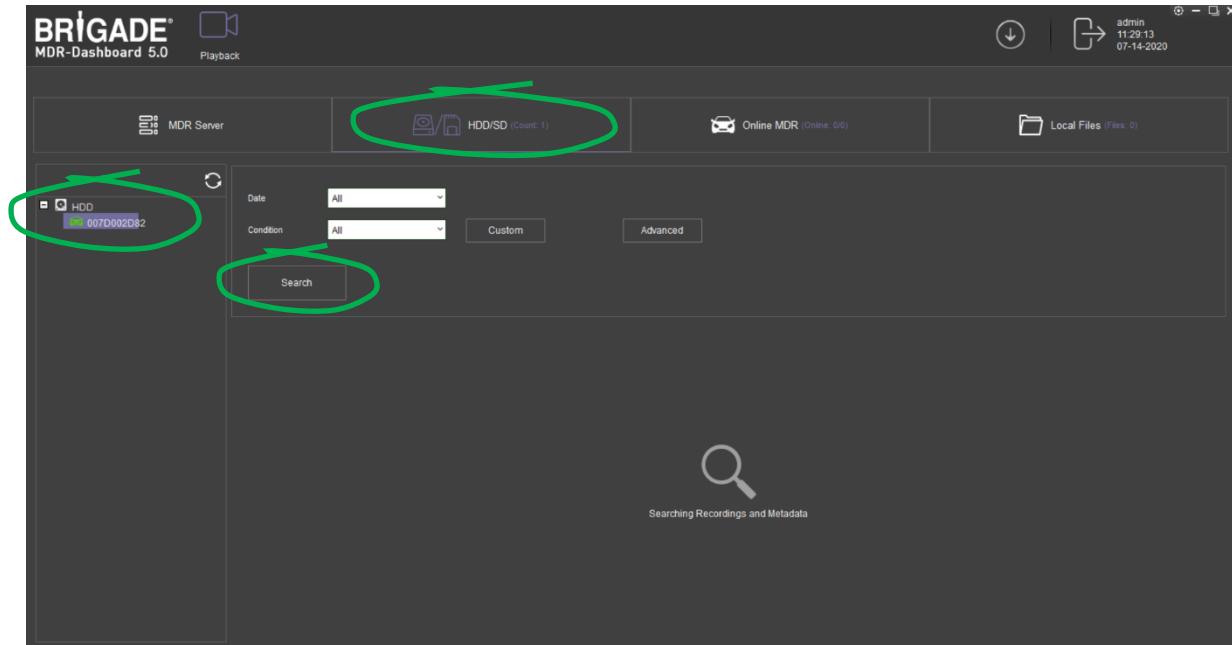 BRIGADE®
MDR-Dashboard 5.0
Playback
admin
11:29:13
07-14-2020
MDR Server
HDD/SD (Count: 1)
Online MDR (Online: 0/0)
Local Files (Files: 0)
HDD
007D002D82
Date
All
Condition
All
Custom
Advanced
Search
Searching Recordings and Metadata